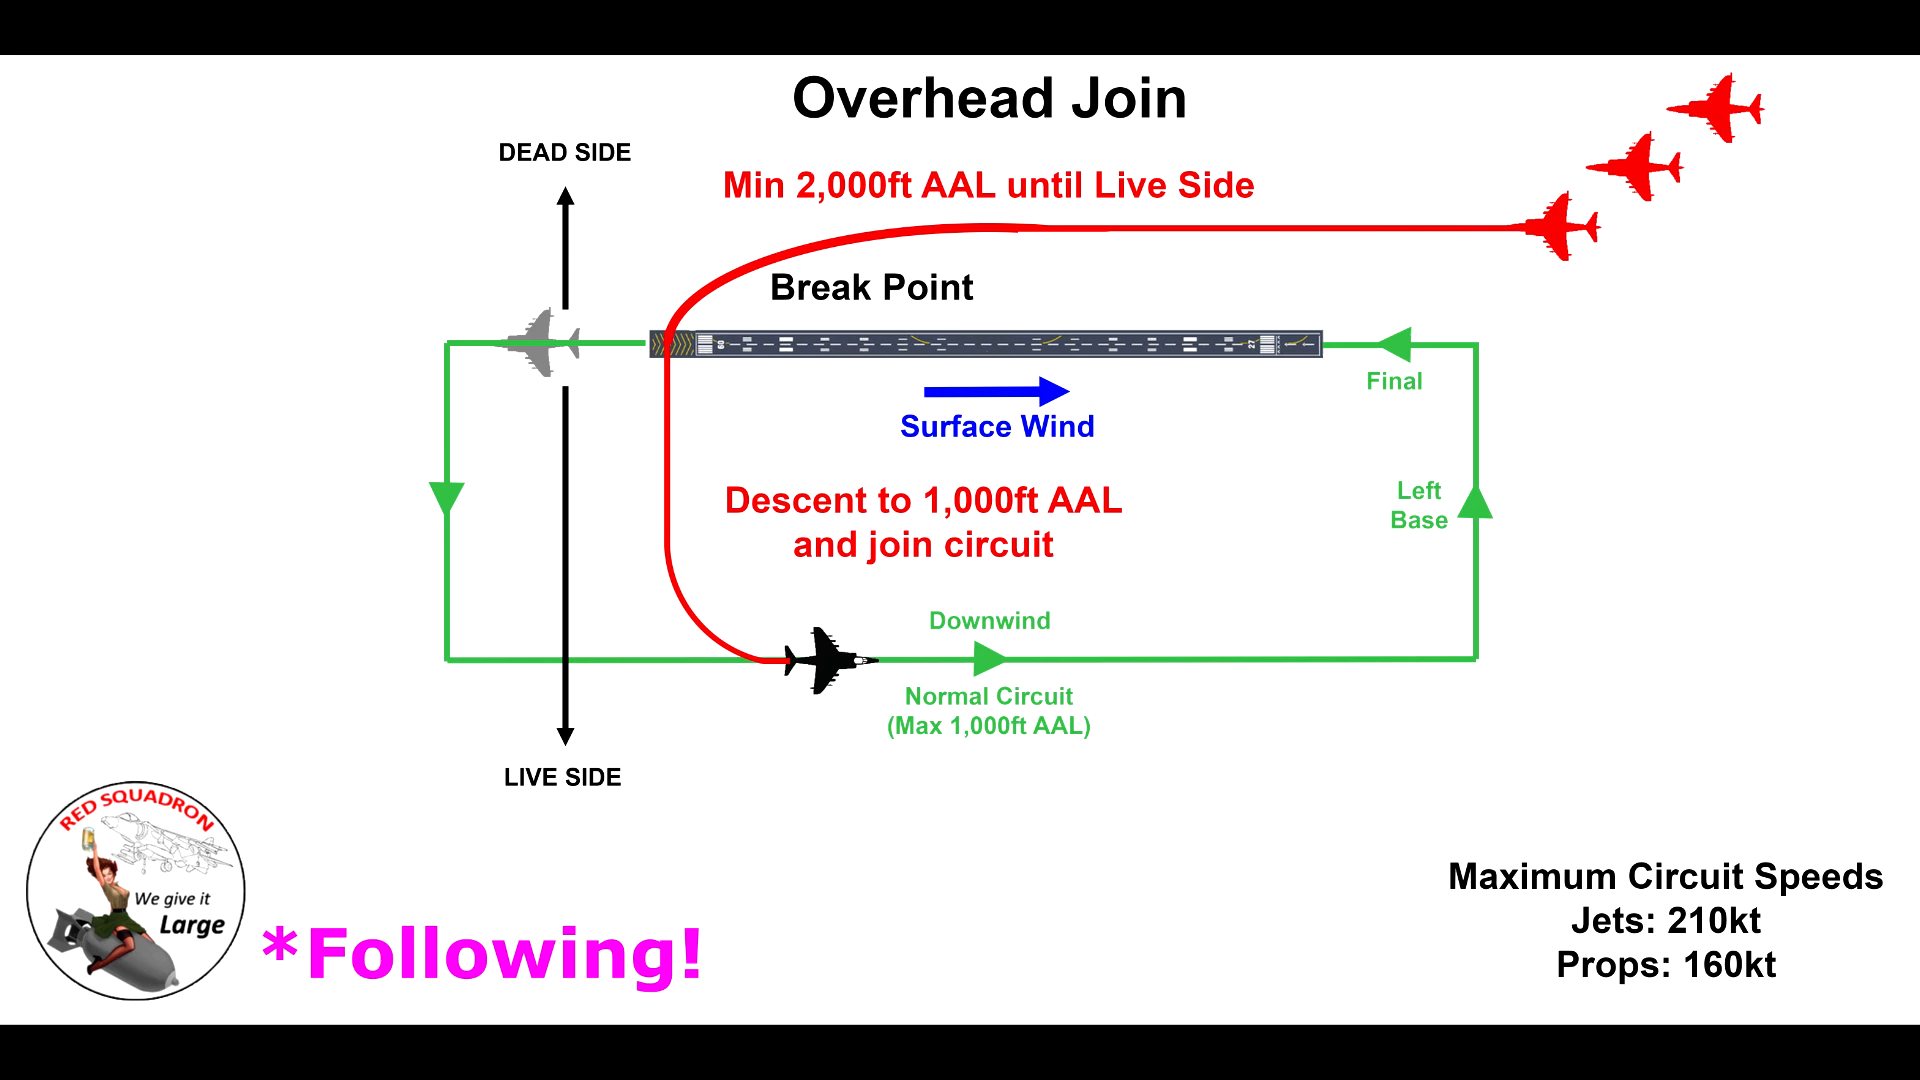 Overhead Join
DEAD SIDE
Min 2,000ft AAL until Live Side
Break Point
09
27
Final
Surface Wind
Descent to 1,000ft AAL
and join circuit
Left
Base
Downwind
Normal Circuit
(Max 1,000ft AAL)
LIVE SIDE
RED SQUADRON
We give it
Large
*Following!
Maximum Circuit Speeds
Jets: 210kt
Props: 160kt